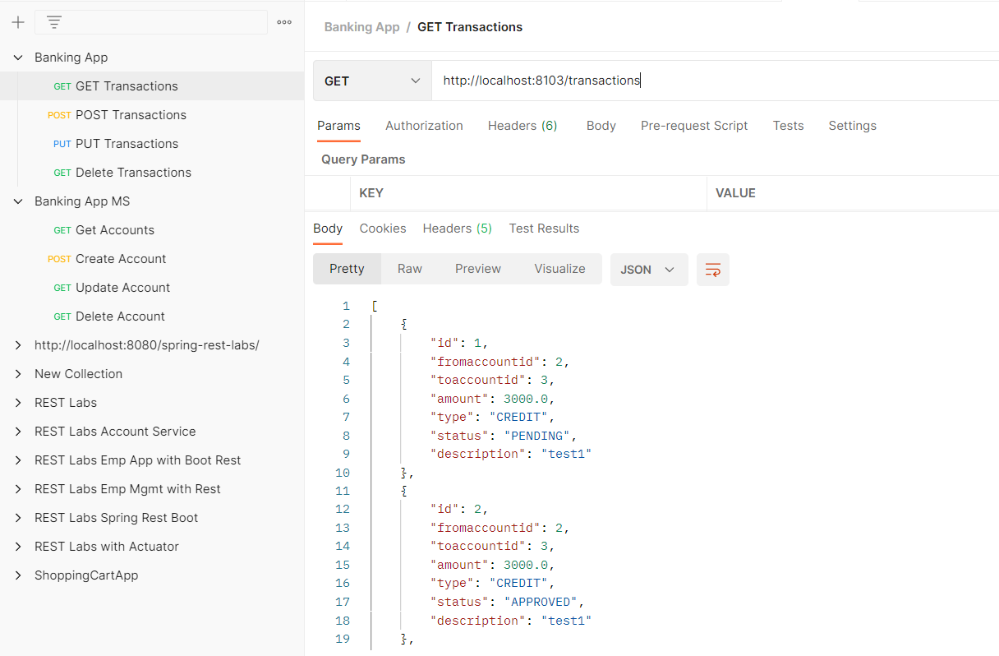 Banking App
GET GET Transactions
POST POST Transactions
PUT PUT Transactions
GET Delete Transactions
Banking App MS
GET Get Accounts
POST Create Account
GET Update Account
GET Delete Account
http://localhost:8080/spring-rest-labs/
New Collection
REST Labs
REST Labs Account Service
REST Labs Emp App with Boot Rest
REST Labs Emp Mgmt with Rest
REST Labs Spring Rest Boot
REST Labs with Actuator
ShoppingCartApp
Banking App / GET Transactions
GET http://localhost:8103/transactions
Params Authorization Headers (6) Body Pre-request Script Tests Settings
Query Params
KEY VALUE
Body Cookies Headers (5) Test Results
Pretty Raw Preview Visualize JSON
1 [
2 {
3 "id": 1,
4 "fromaccountid": 2,
5 "toaccountid": 3,
6 "amount": 3000.0,
7 "type": "CREDIT",
8 "status": "PENDING",
9 "description": "test1"
10 },
11 {
12 "id": 2,
13 "fromaccountid": 2,
14 "toaccountid": 3,
15 "amount": 3000.0,
16 "type": "CREDIT",
17 "status": "APPROVED",
18 "description": "test1"
19 },